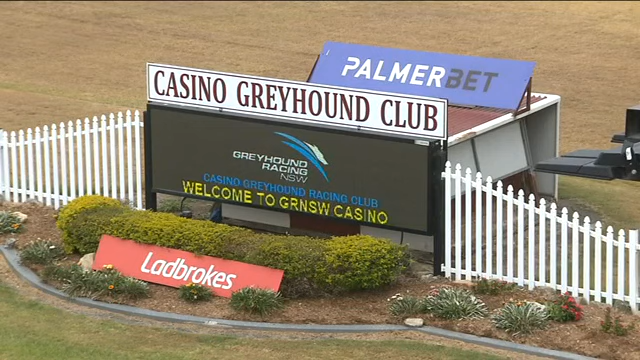 PALMERBET
CASINO GREYHOUND CLUB
GREYHOUND
RACING
NSW
CASINO GREYHOUND RACING CLUB
WELCOME TO GRNSW CASINO
Ladbrokes